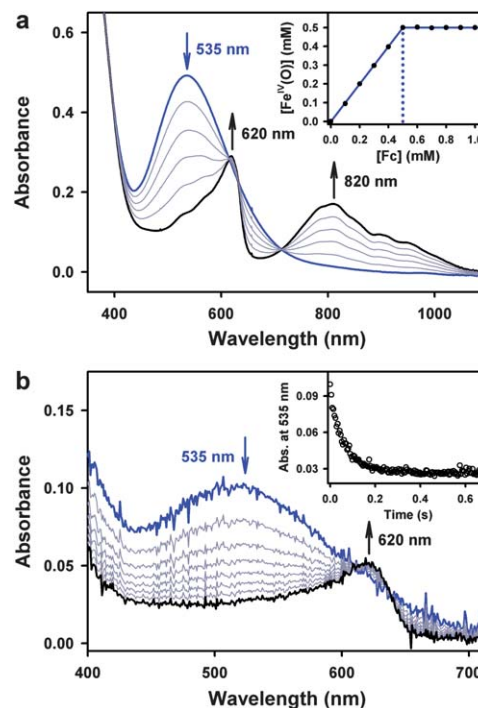 a
0.6
0.4
0.2
0.0
Absorbance
535 nm
620 nm
820 nm
[Fe^IV(O)] (mM)
0.5
0.4
0.3
0.2
0.1
0.0
0.0 0.2 0.4 0.6 0.8 1.0
[Fc] (mM)
400 600 800 1000
Wavelength (nm)
b
0.15
0.10
0.05
0.00
Absorbance
535 nm
620 nm
Abs. at 535 nm
0.09
0.06
0.03
0.0 0.2 0.4 0.6
Time (s)
400 500 600 700
Wavelength (nm)